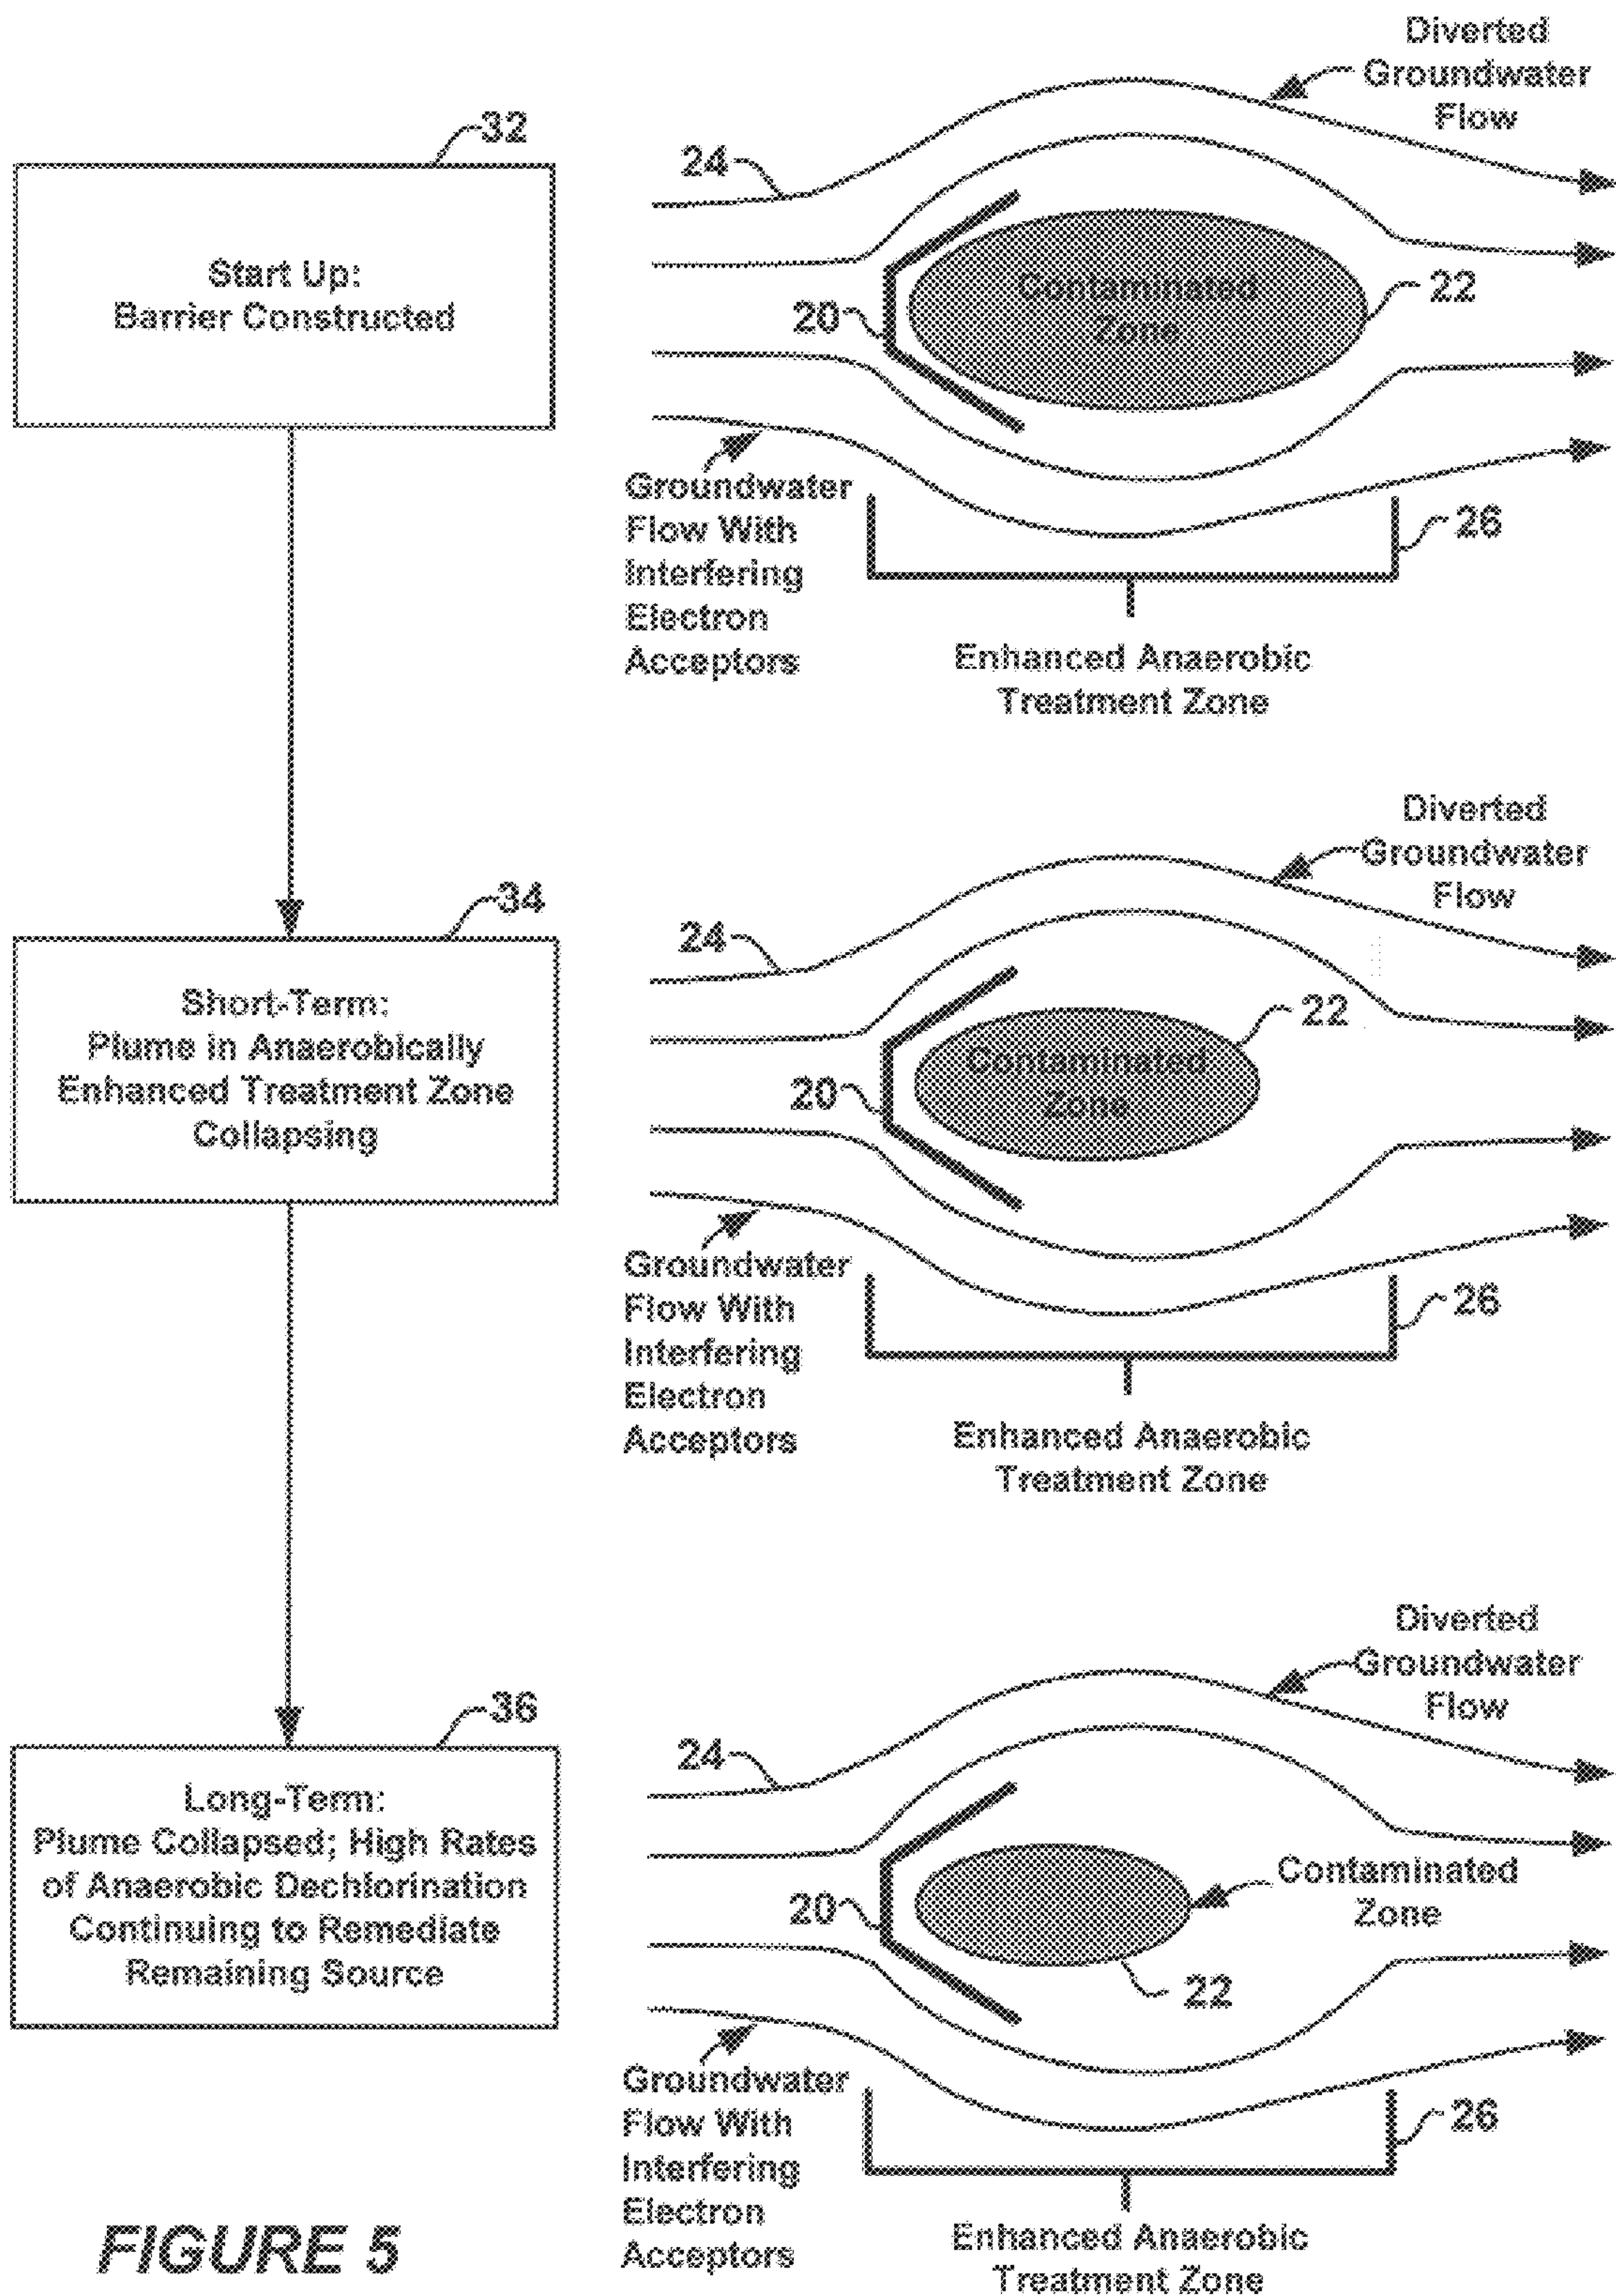 Diverted
Groundwater
Flow
32
24
Start Up:
Barrier Constructed
Contaminated
Zone
22
20
Groundwater
Flow With
Interfering
Electron
Acceptors
26
Enhanced Anaerobic
Treatment Zone
Diverted
Groundwater
Flow
34
24
Short-Term:
Plume in Anaerobically
Enhanced Treatment Zone
Collapsing
22
Contaminated
Zone
20
Groundwater
Flow With
Interfering
Electron
Acceptors
26
Enhanced Anaerobic
Treatment Zone
Diverted
Groundwater
Flow
36
24
Long-Term:
Plume Collapsed; High Rates
of Anaerobic Dechlorination
Continuing to Remediate
Remaining Source
Contaminated
Zone
20
22
Groundwater
Flow With
Interfering
Electron
Acceptors
26
Enhanced Anaerobic
Treatment Zone
FIGURE 5